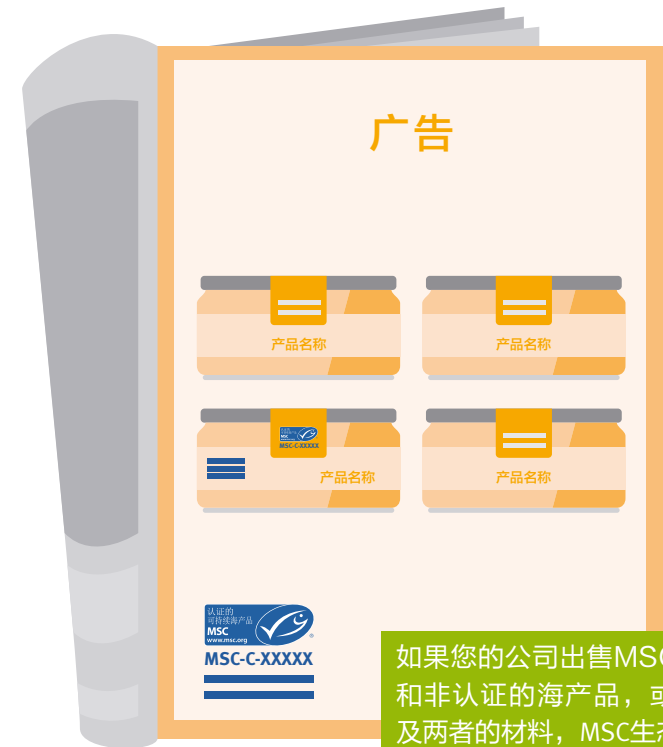 广告
产品名称
产品名称
MSC-C-XXXXX
产品名称
产品名称
认证的
可持续海产品
MSC
www.msc.org
MSC-C-XXXXX
如果您的公司出售MSC
和非认证的海产品，或
及两者的材料，MSC生态